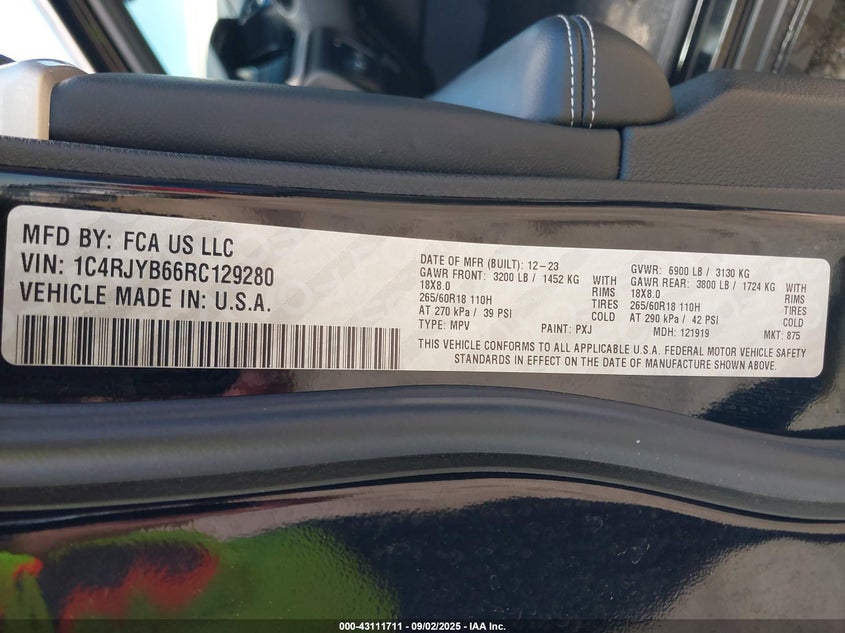 MFD BY: FCA US LLC
VIN: 1C4RJYB66RC129280
VEHICLE MADE IN: U.S.A.
DATE OF MFR (BUILT): 12-23
GAWR FRONT: 3200 LB / 1452 KG WITH
18X8.0 RIMS
265/60R18 110H TIRES
AT 270 kPa / 39 PSI COLD
TYPE: MPV PAINT: PXJ
GVWR: 6900 LB / 3130 KG
GAWR REAR: 3800 LB / 1724 KG WITH
18X8.0 RIMS
265/60R18 110H TIRES
AT 290 kPa / 42 PSI COLD
MDH: 121919 MKT: 875
THIS VEHICLE CONFORMS TO ALL APPLICABLE U.S.A. FEDERAL MOTOR VEHICLE SAFETY
STANDARDS IN EFFECT ON THE DATE OF MANUFACTURE SHOWN ABOVE.
000-43111711 - 09/02/2025 - IAA Inc.